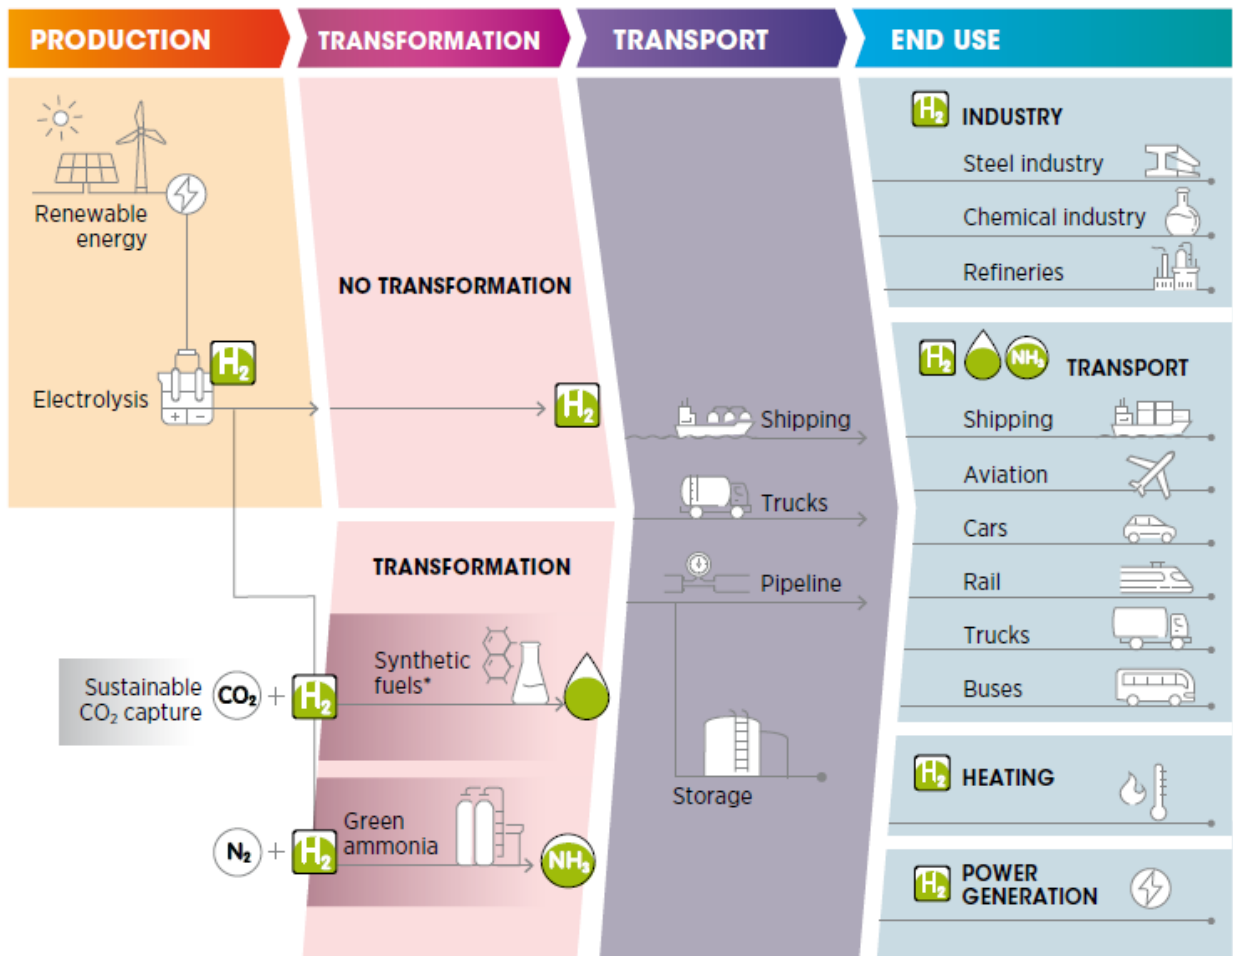 PRODUCTION
TRANSFORMATION
TRANSPORT
END USE
Renewable
energy
Electrolysis
H₂
+ −
NO TRANSFORMATION
H₂
TRANSFORMATION
Sustainable
CO₂ capture
CO₂ + H₂
Synthetic
fuels*
N₂ + H₂
Green
ammonia
NH₃
Shipping
Trucks
Pipeline
Storage
H₂ INDUSTRY
Steel industry
Chemical industry
Refineries
H₂ NH₃ TRANSPORT
Shipping
Aviation
Cars
Rail
Trucks
Buses
H₂ HEATING
H₂ POWER
GENERATION